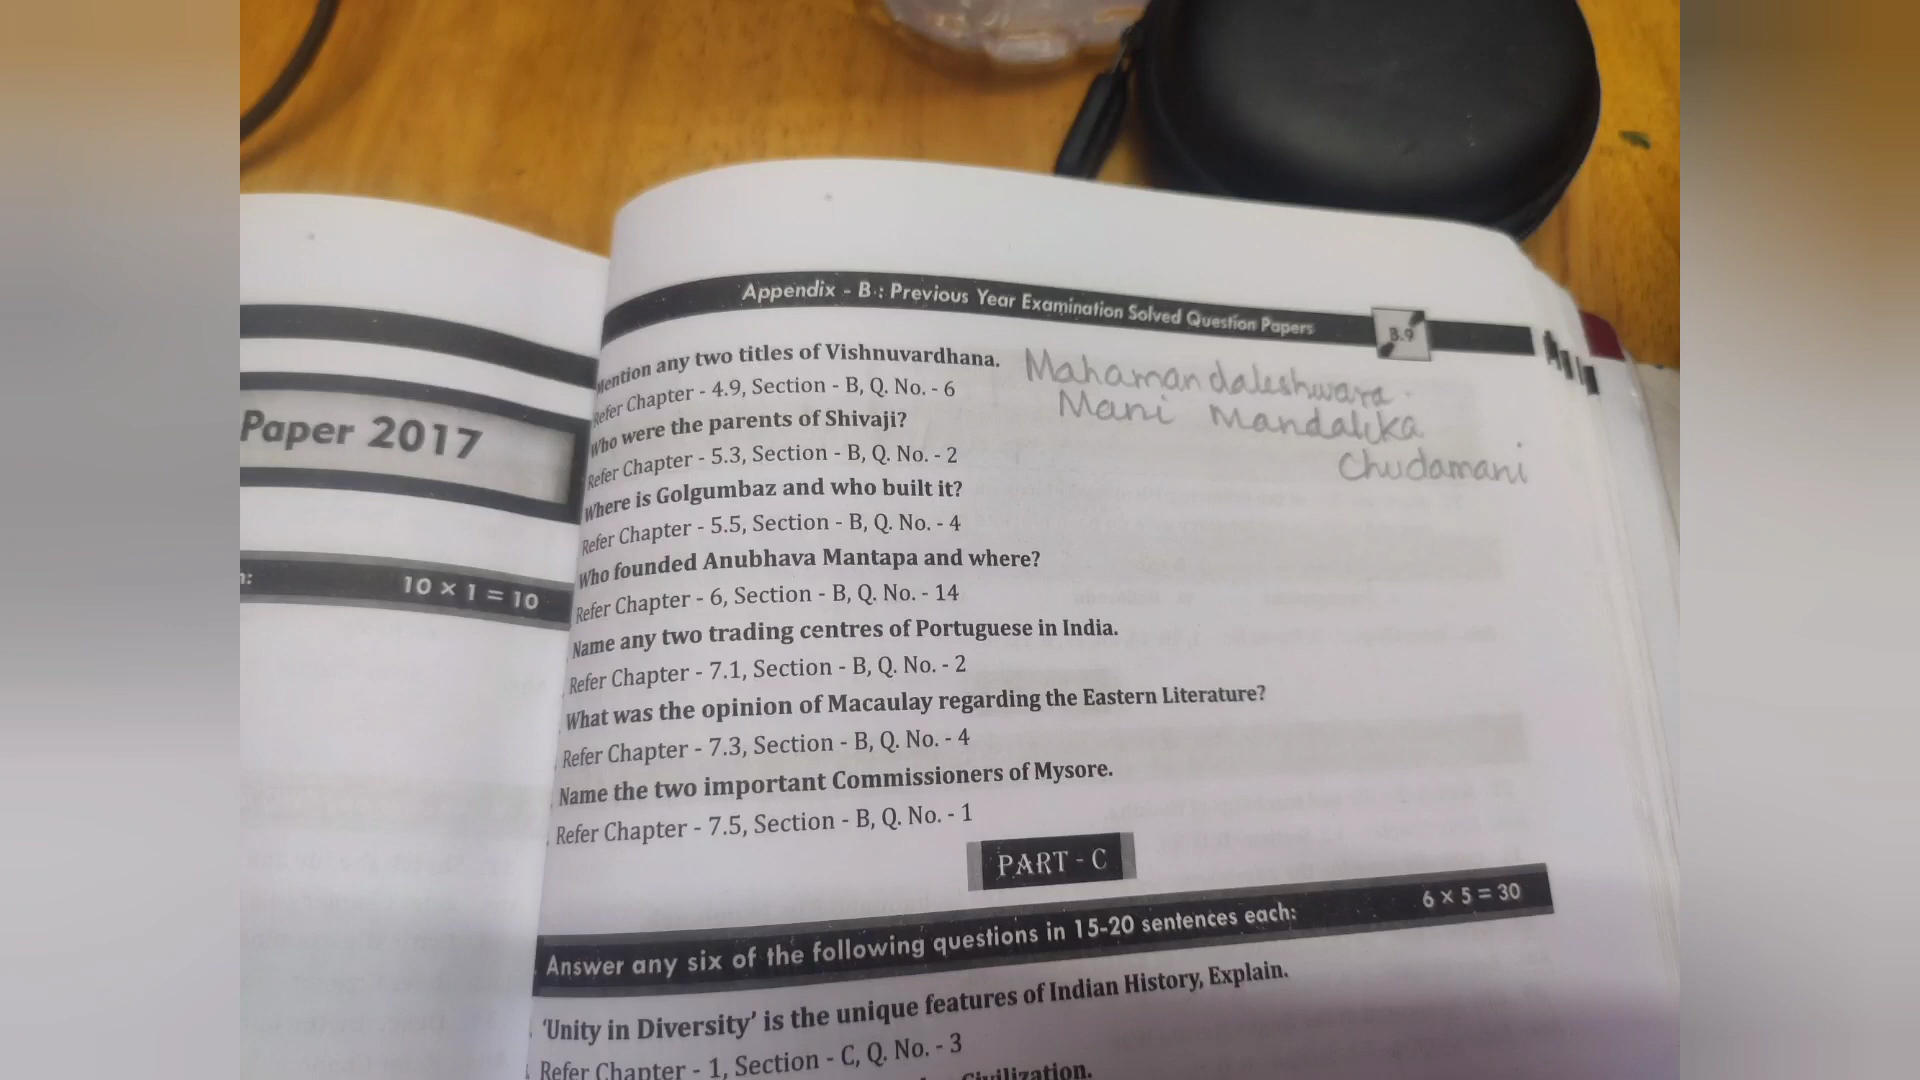 Paper 2017
10 × 1 = 10
Appendix - B : Previous Year Examination Solved Question Papers
B.9
Mention any two titles of Vishnuvardhana.
Mahamandaleshwara.
Refer Chapter - 4.9, Section - B, Q. No. - 6
Mani Mandalika
Chudamani
Who were the parents of Shivaji?
Refer Chapter - 5.3, Section - B, Q. No. - 2
Where is Golgumbaz and who built it?
Refer Chapter - 5.5, Section - B, Q. No. - 4
Who founded Anubhava Mantapa and where?
Refer Chapter - 6, Section - B, Q. No. - 14
Name any two trading centres of Portuguese in India.
Refer Chapter - 7.1, Section - B, Q. No. - 2
What was the opinion of Macaulay regarding the Eastern Literature?
Refer Chapter - 7.3, Section - B, Q. No. - 4
Name the two important Commissioners of Mysore.
Refer Chapter - 7.5, Section - B, Q. No. - 1
PART - C
Answer any six of the following questions in 15-20 sentences each: 6 × 5 = 30
'Unity in Diversity' is the unique features of Indian History, Explain.
Refer Chapter - 1, Section - C, Q. No. - 3
Civilization.